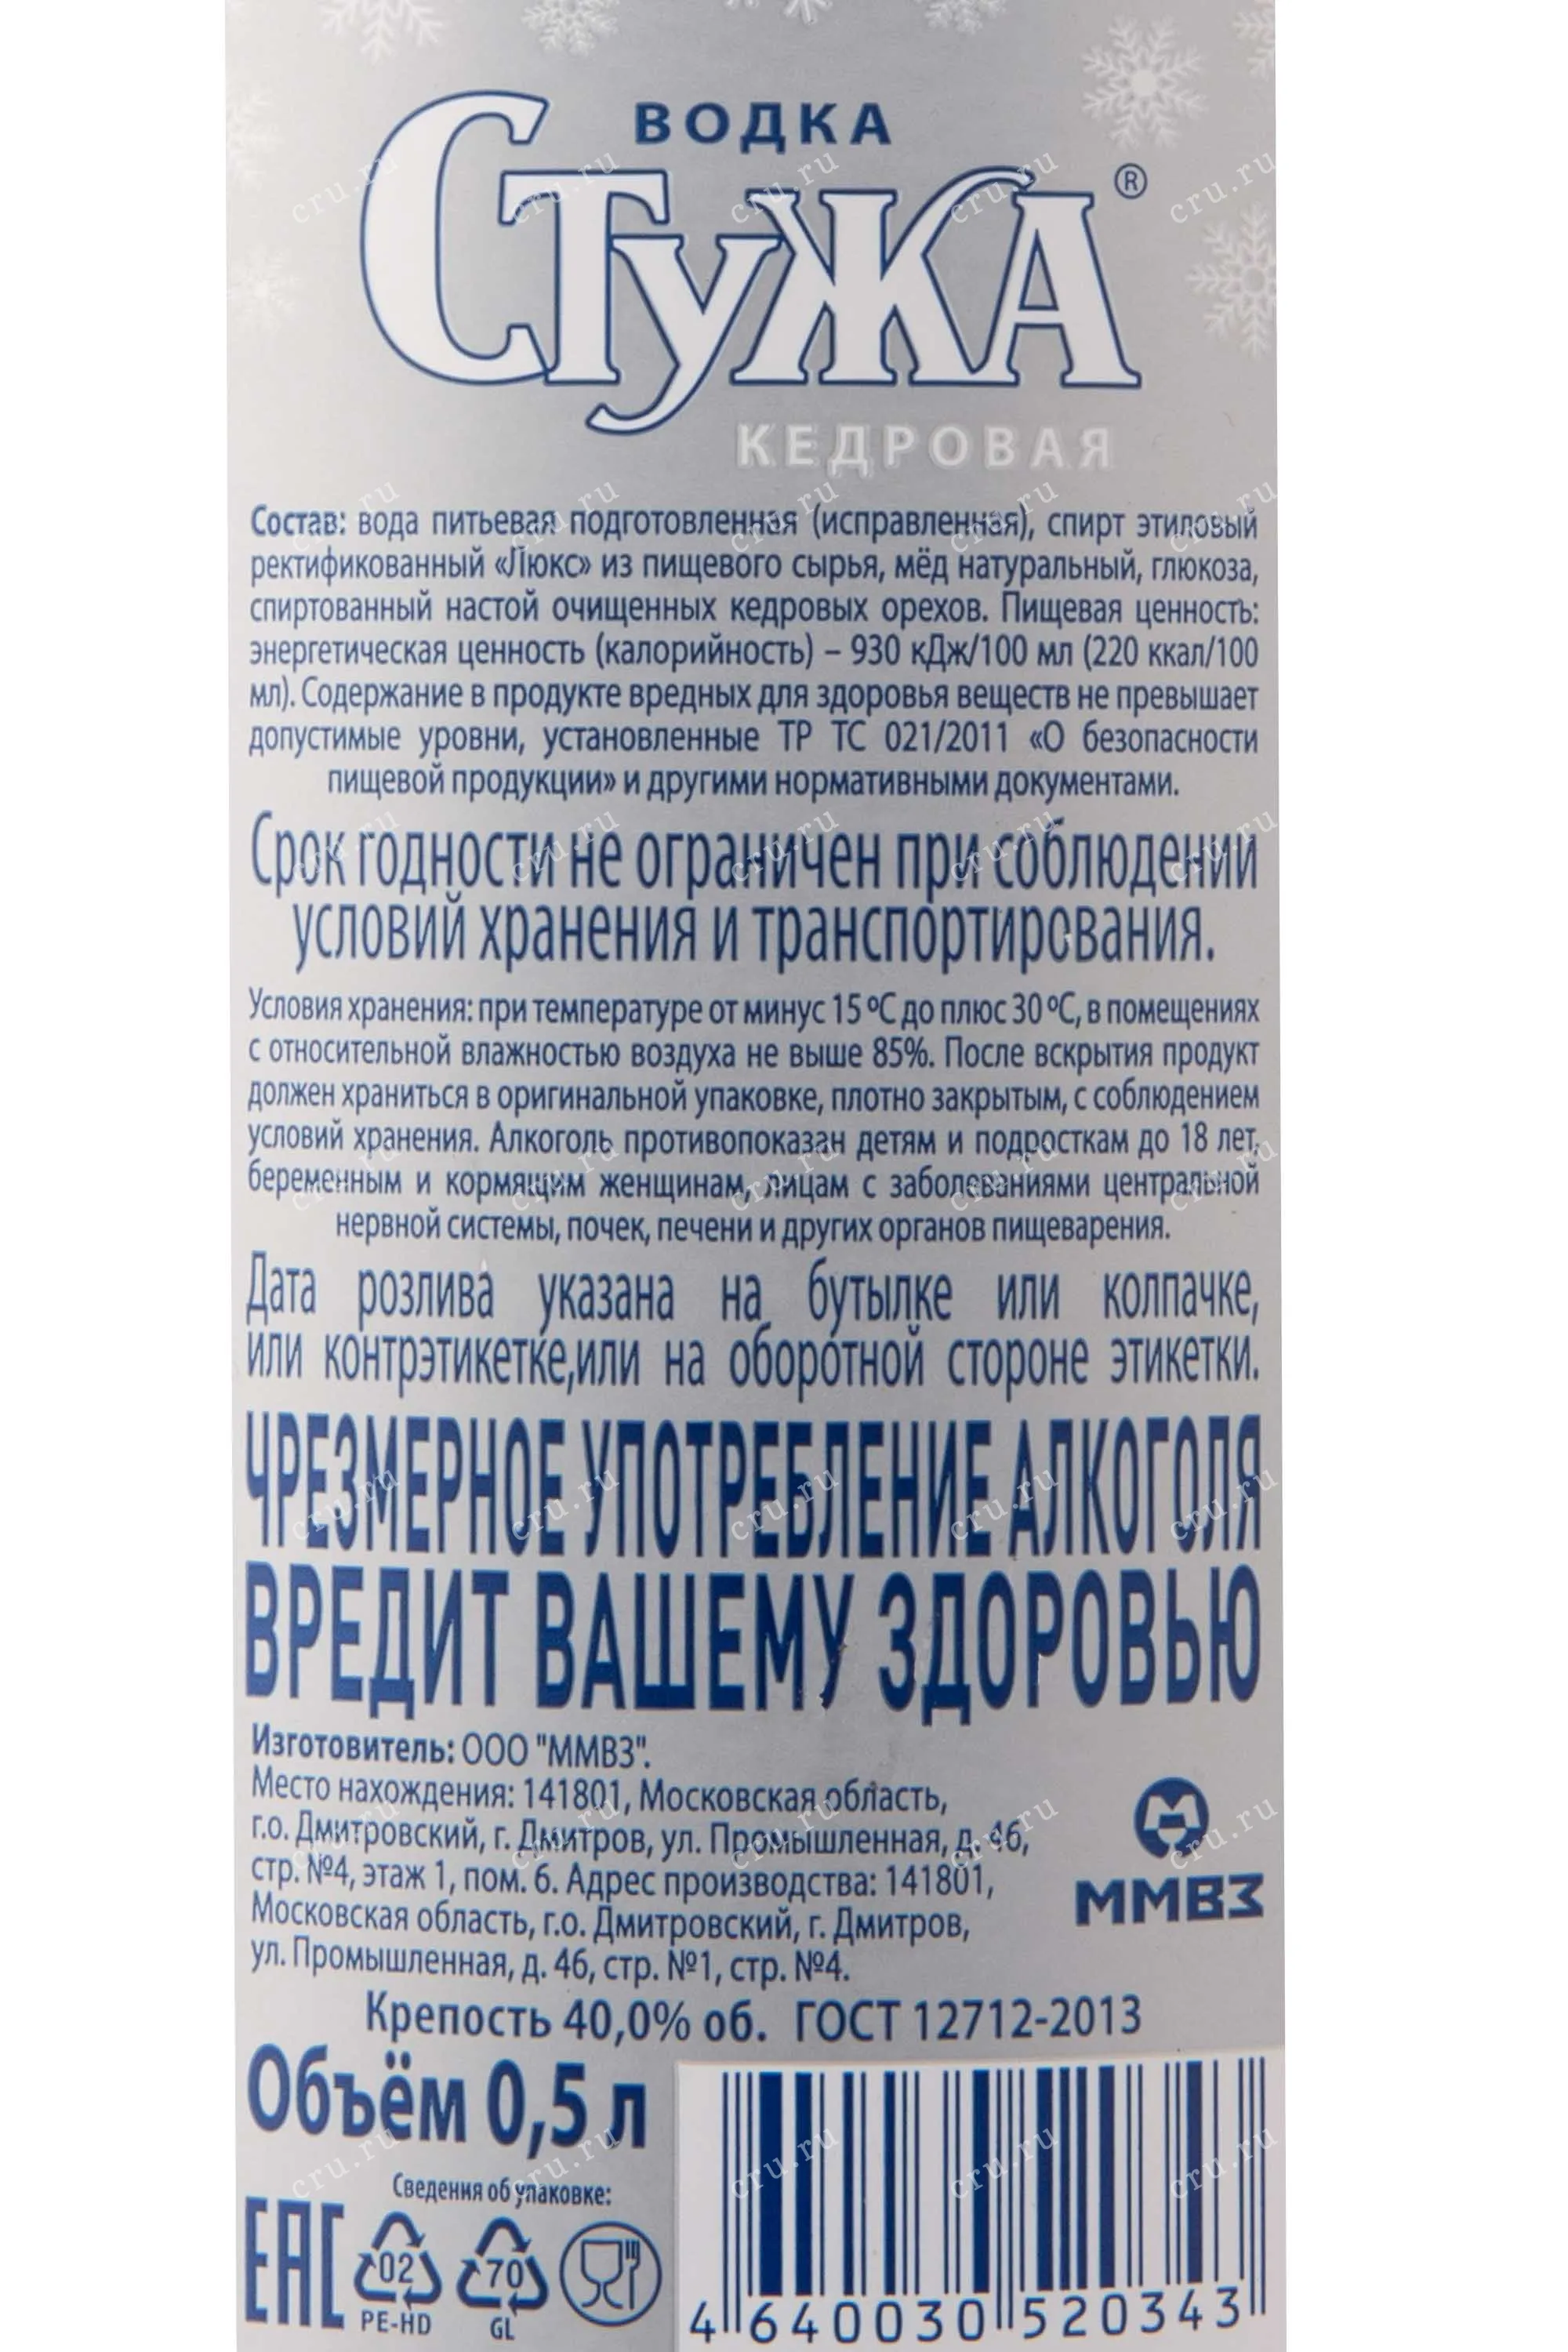 ВОДКА
СТУЖА ®
КЕДРОВАЯ
Состав: вода питьевая подготовленная (исправленная), спирт этиловый
ректификованный «Люкс» из пищевого сырья, мёд натуральный, глюкоза,
спиртованный настой очищенных кедровых орехов. Пищевая ценность:
энергетическая ценность (калорийность) – 930 кДж/100 мл (220 ккал/100
мл). Содержание в продукте вредных для здоровья веществ не превышает
допустимые уровни, установленные ТР ТС 021/2011 «О безопасности
пищевой продукции» и другими нормативными документами.
Срок годности не ограничен при соблюдении
условий хранения и транспортирования.
Условия хранения: при температуре от минус 15 ºС до плюс 30 ºС, в помещениях
с относительной влажностью воздуха не выше 85%. После вскрытия продукт
должен храниться в оригинальной упаковке, плотно закрытым, с соблюдением
условий хранения. Алкоголь противопоказан детям и подросткам до 18 лет,
беременным и кормящим женщинам, лицам с заболеваниями центральной
нервной системы, почек, печени и других органов пищеварения.
Дата розлива указана на бутылке или колпачке,
или контрэтикетке,или на оборотной стороне этикетки.
ЧРЕЗМЕРНОЕ УПОТРЕБЛЕНИЕ АЛКОГОЛЯ
ВРЕДИТ ВАШЕМУ ЗДОРОВЬЮ
Изготовитель: ООО "ММВЗ".
Место нахождения: 141801, Московская область,
г.о. Дмитровский, г. Дмитров, ул. Промышленная, д. 46,
стр. №4, этаж 1, пом. 6. Адрес производства: 141801,
Московская область, г.о. Дмитровский, г. Дмитров,
ул. Промышленная, д. 46, стр. №1, стр. №4.
ММВЗ
Крепость 40,0% об. ГОСТ 12712-2013
Объём 0,5 л
Сведения об упаковке:
ЕАС
02
PE-HD
70
GL
4 640030 520343
cru.ru